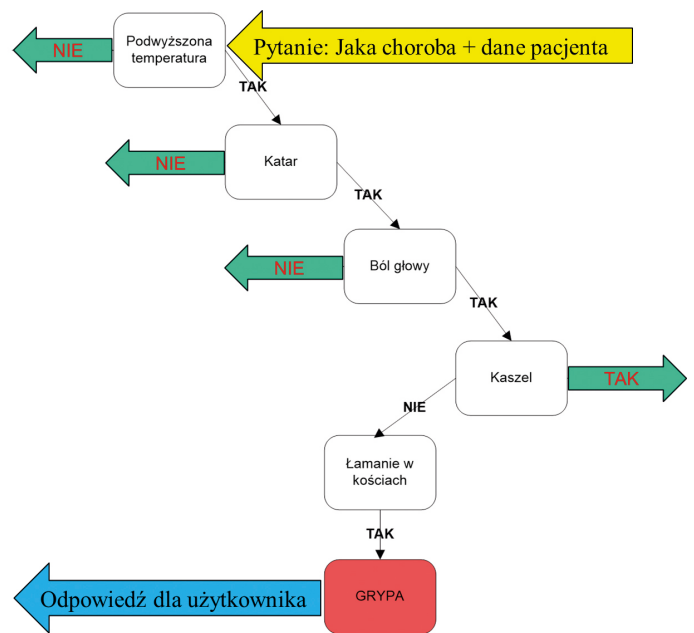 Podwyższona
temperatura
NIE
Pytanie: Jaka choroba + dane pacjenta
TAK
NIE
Katar
TAK
NIE
Ból głowy
TAK
Kaszel
TAK
NIE
Łamanie w
kościach
TAK
Odpowiedź dla użytkownika
GRYPA